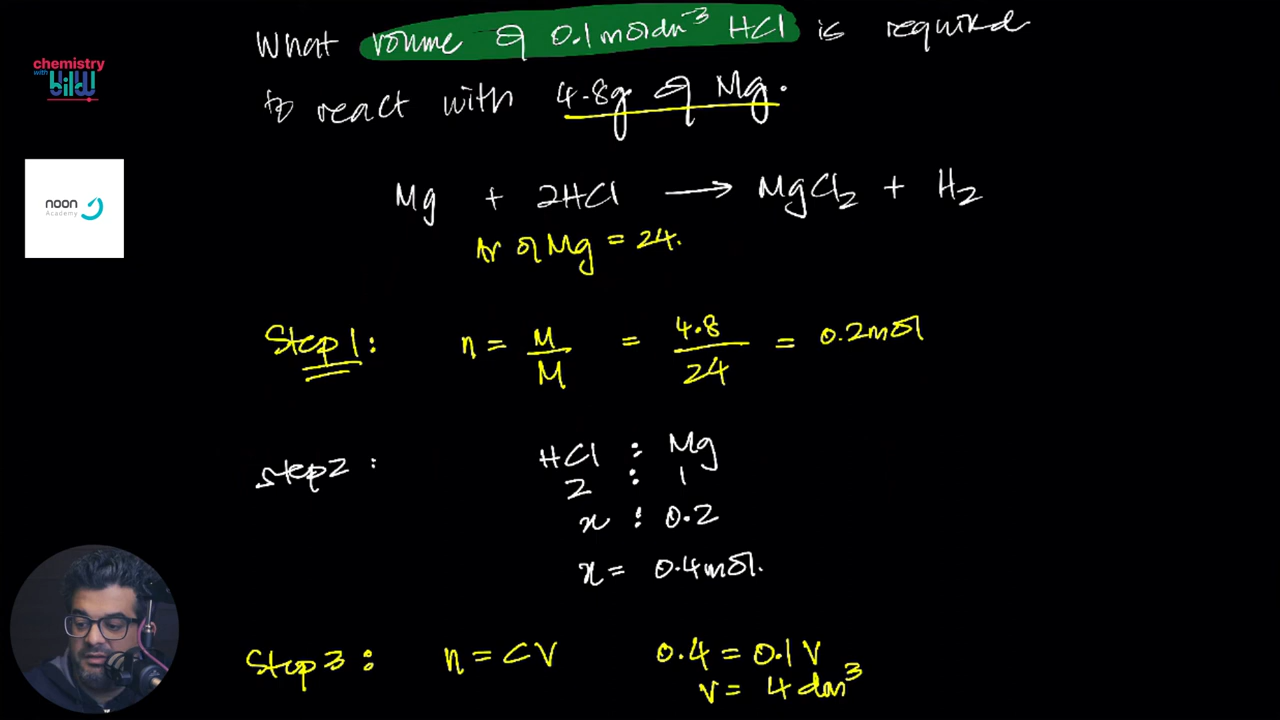 What volume of 0.1 moldm⁻³ HCl is required
to react with 4.8g of Mg.
chemistry
with
bilal
noon
Academy
Mg + 2HCl → MgCl₂ + H₂
Ar of Mg = 24.
Step 1: n = M/M = 4.8/24 = 0.2 mol
Step 2: HCl : Mg
2 : 1
x : 0.2
x = 0.4 mol.
Step 3: n = CV 0.4 = 0.1 V
V = 4 dm³